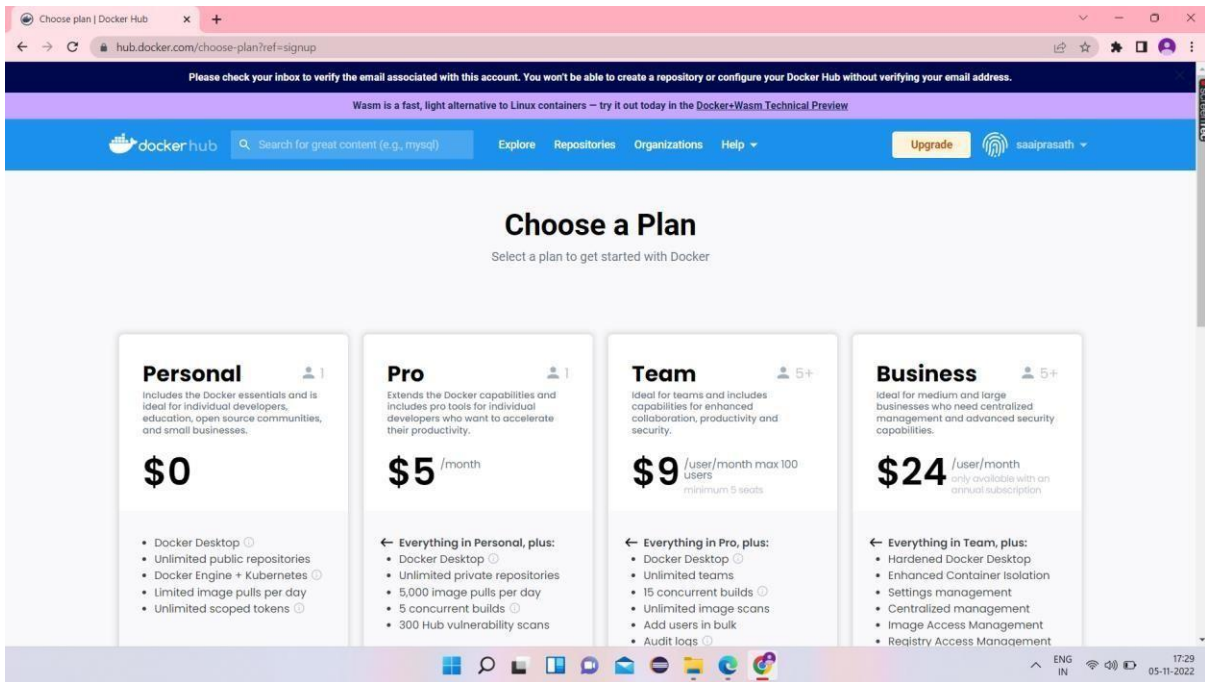 Choose plan | Docker Hub
hub.docker.com/choose-plan?ref=signup
Please check your inbox to verify the email associated with this account. You won't be able to create a repository or configure your Docker Hub without verifying your email address.
Wasm is a fast, light alternative to Linux containers — try it out today in the Docker+Wasm Technical Preview
dockerhub
Search for great content (e.g., mysql)
Explore Repositories Organizations Help
Upgrade
saaiprasath
Choose a Plan
Select a plan to get started with Docker
Personal 1
Includes the Docker essentials and is
ideal for individual developers,
education, open source communities,
and small businesses.
$0
• Docker Desktop
• Unlimited public repositories
• Docker Engine + Kubernetes
• Limited image pulls per day
• Unlimited scoped tokens
Pro 1
Extends the Docker capabilities and
includes pro tools for individual
developers who want to accelerate
their productivity.
$5 /month
← Everything in Personal, plus:
• Docker Desktop
• Unlimited private repositories
• 5,000 image pulls per day
• 5 concurrent builds
• 300 Hub vulnerability scans
Team 5+
Ideal for teams and includes
capabilities for enhanced
collaboration, productivity and
security.
$9 /user/month max 100
users
minimum 5 seats
← Everything in Pro, plus:
• Docker Desktop
• Unlimited teams
• 15 concurrent builds
• Unlimited image scans
• Add users in bulk
• Audit logs
Business 5+
Ideal for medium and large
businesses who need centralized
management and advanced security
capabilities.
$24 /user/month
only available with an
annual subscription
← Everything in Team, plus:
• Hardened Docker Desktop
• Enhanced Container Isolation
• Settings management
• Centralized management
• Image Access Management
• Registry Access Management
ENG
IN
17:29
05-11-2022